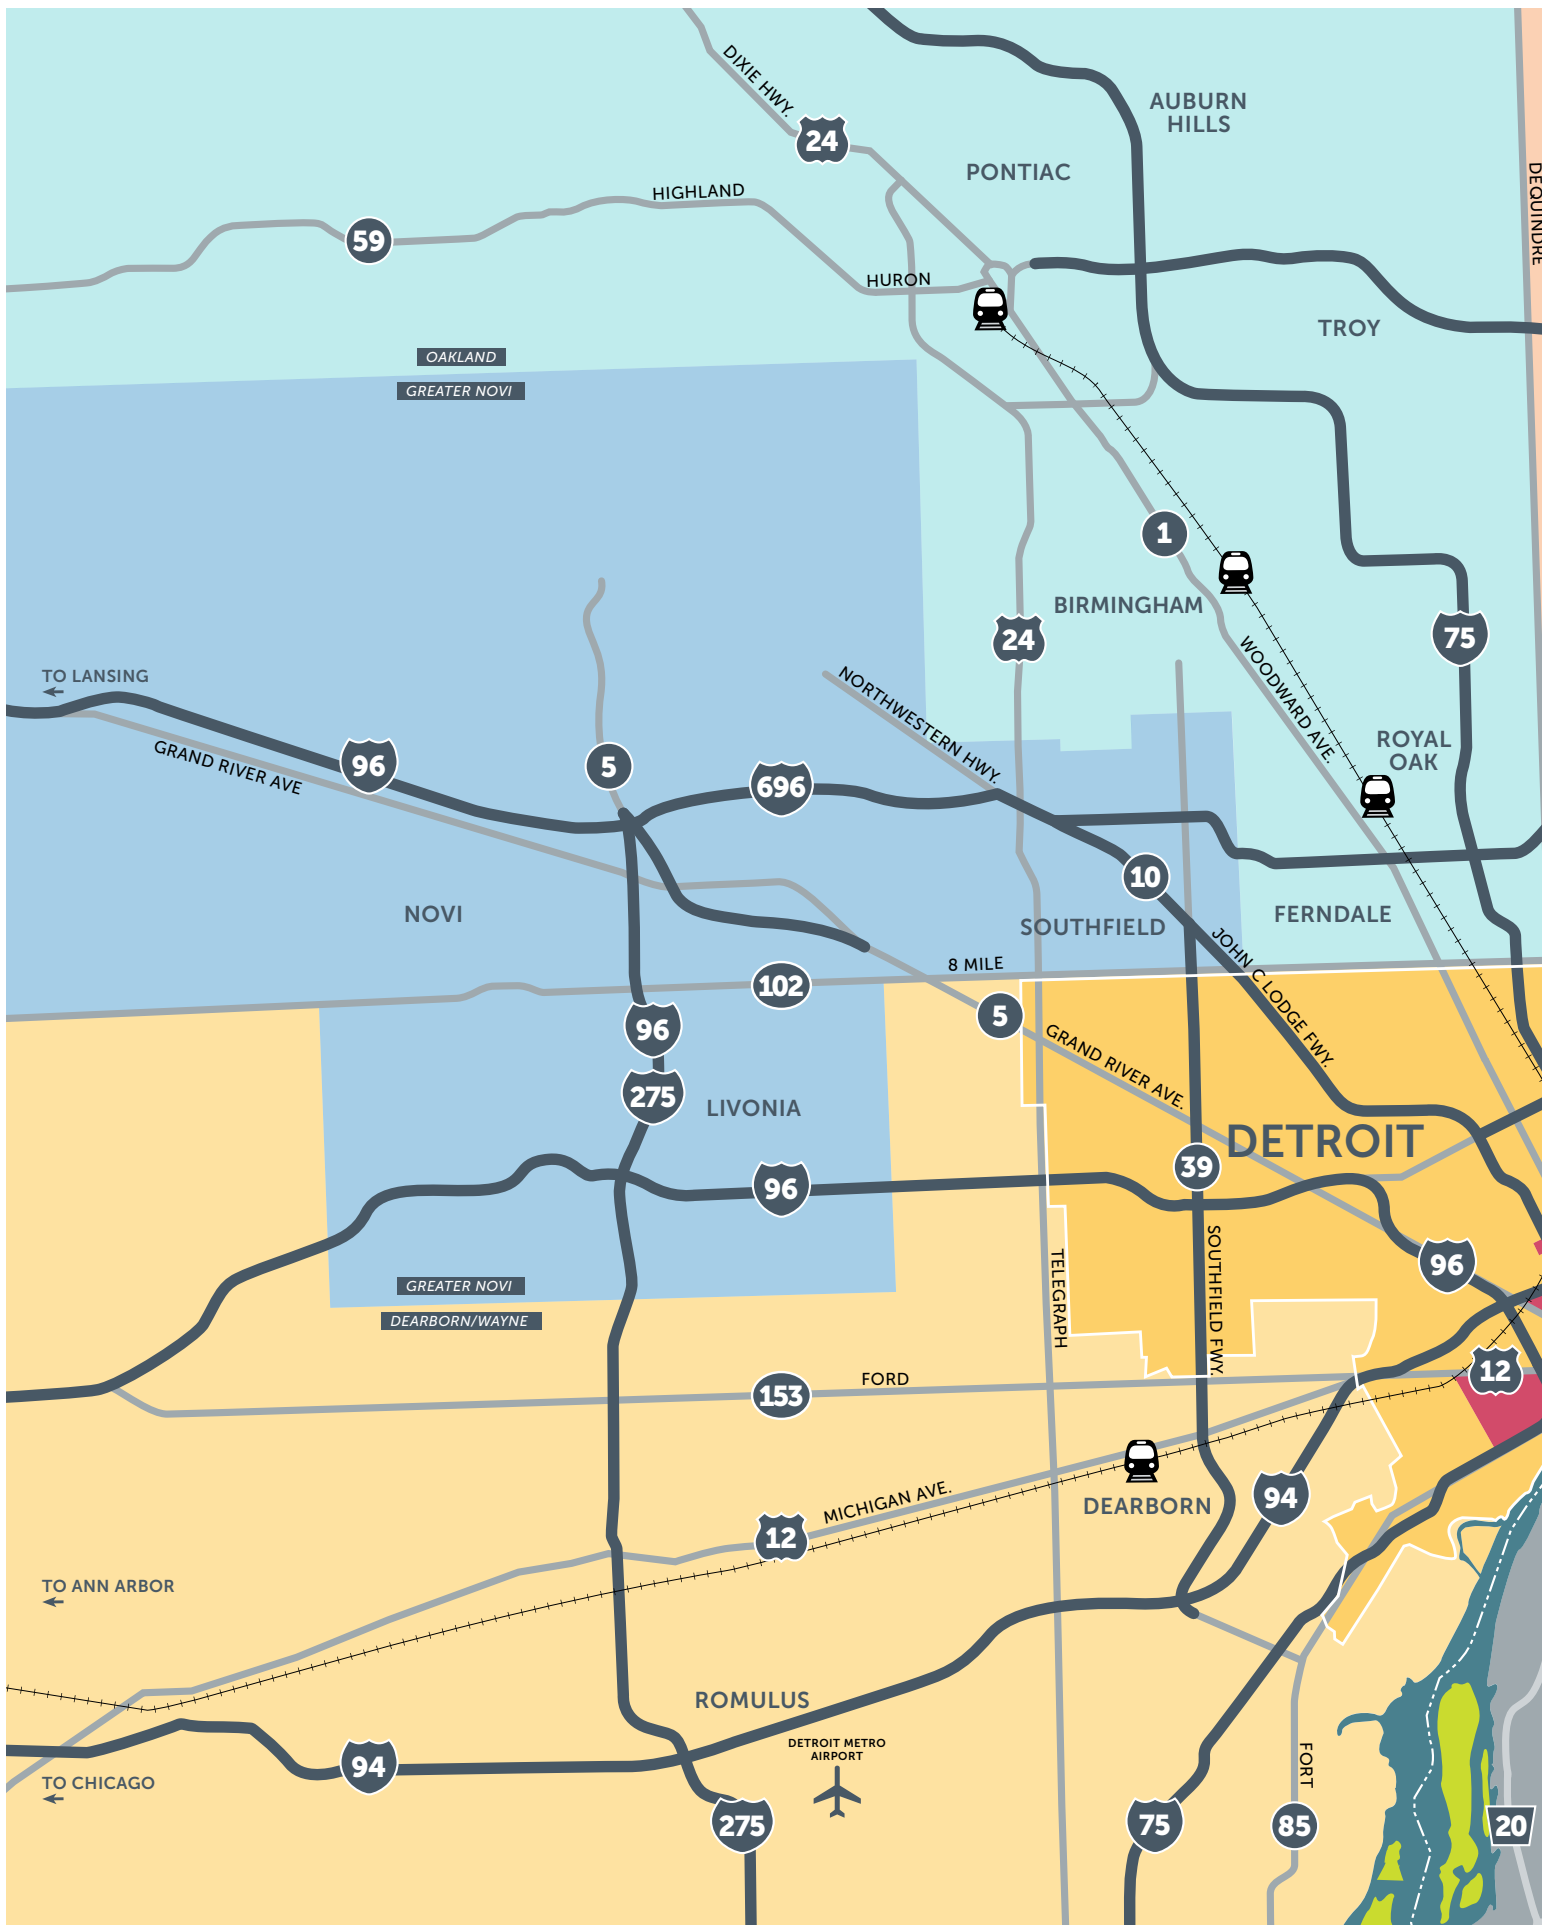 DIXIE HWY.
24
AUBURN
HILLS
PONTIAC
DEQUINDRE
HIGHLAND
59
HURON
TROY
OAKLAND
GREATER NOVI
1
BIRMINGHAM
24
75
TO LANSING
NORTHWESTERN HWY.
WOODWARD AVE.
GRAND RIVER AVE
96
5
696
ROYAL
OAK
10
NOVI
SOUTHFIELD
FERNDALE
JOHN C LODGE FWY.
8 MILE
102
5
96
GRAND RIVER AVE.
275
LIVONIA
DETROIT
39
96
SOUTHFIELD FWY.
TELEGRAPH
96
GREATER NOVI
DEARBORN/WAYNE
12
FORD
153
MICHIGAN AVE.
12
DEARBORN
94
TO ANN ARBOR
ROMULUS
DETROIT METRO
AIRPORT
94
TO CHICAGO
FORT
275
75
85
20